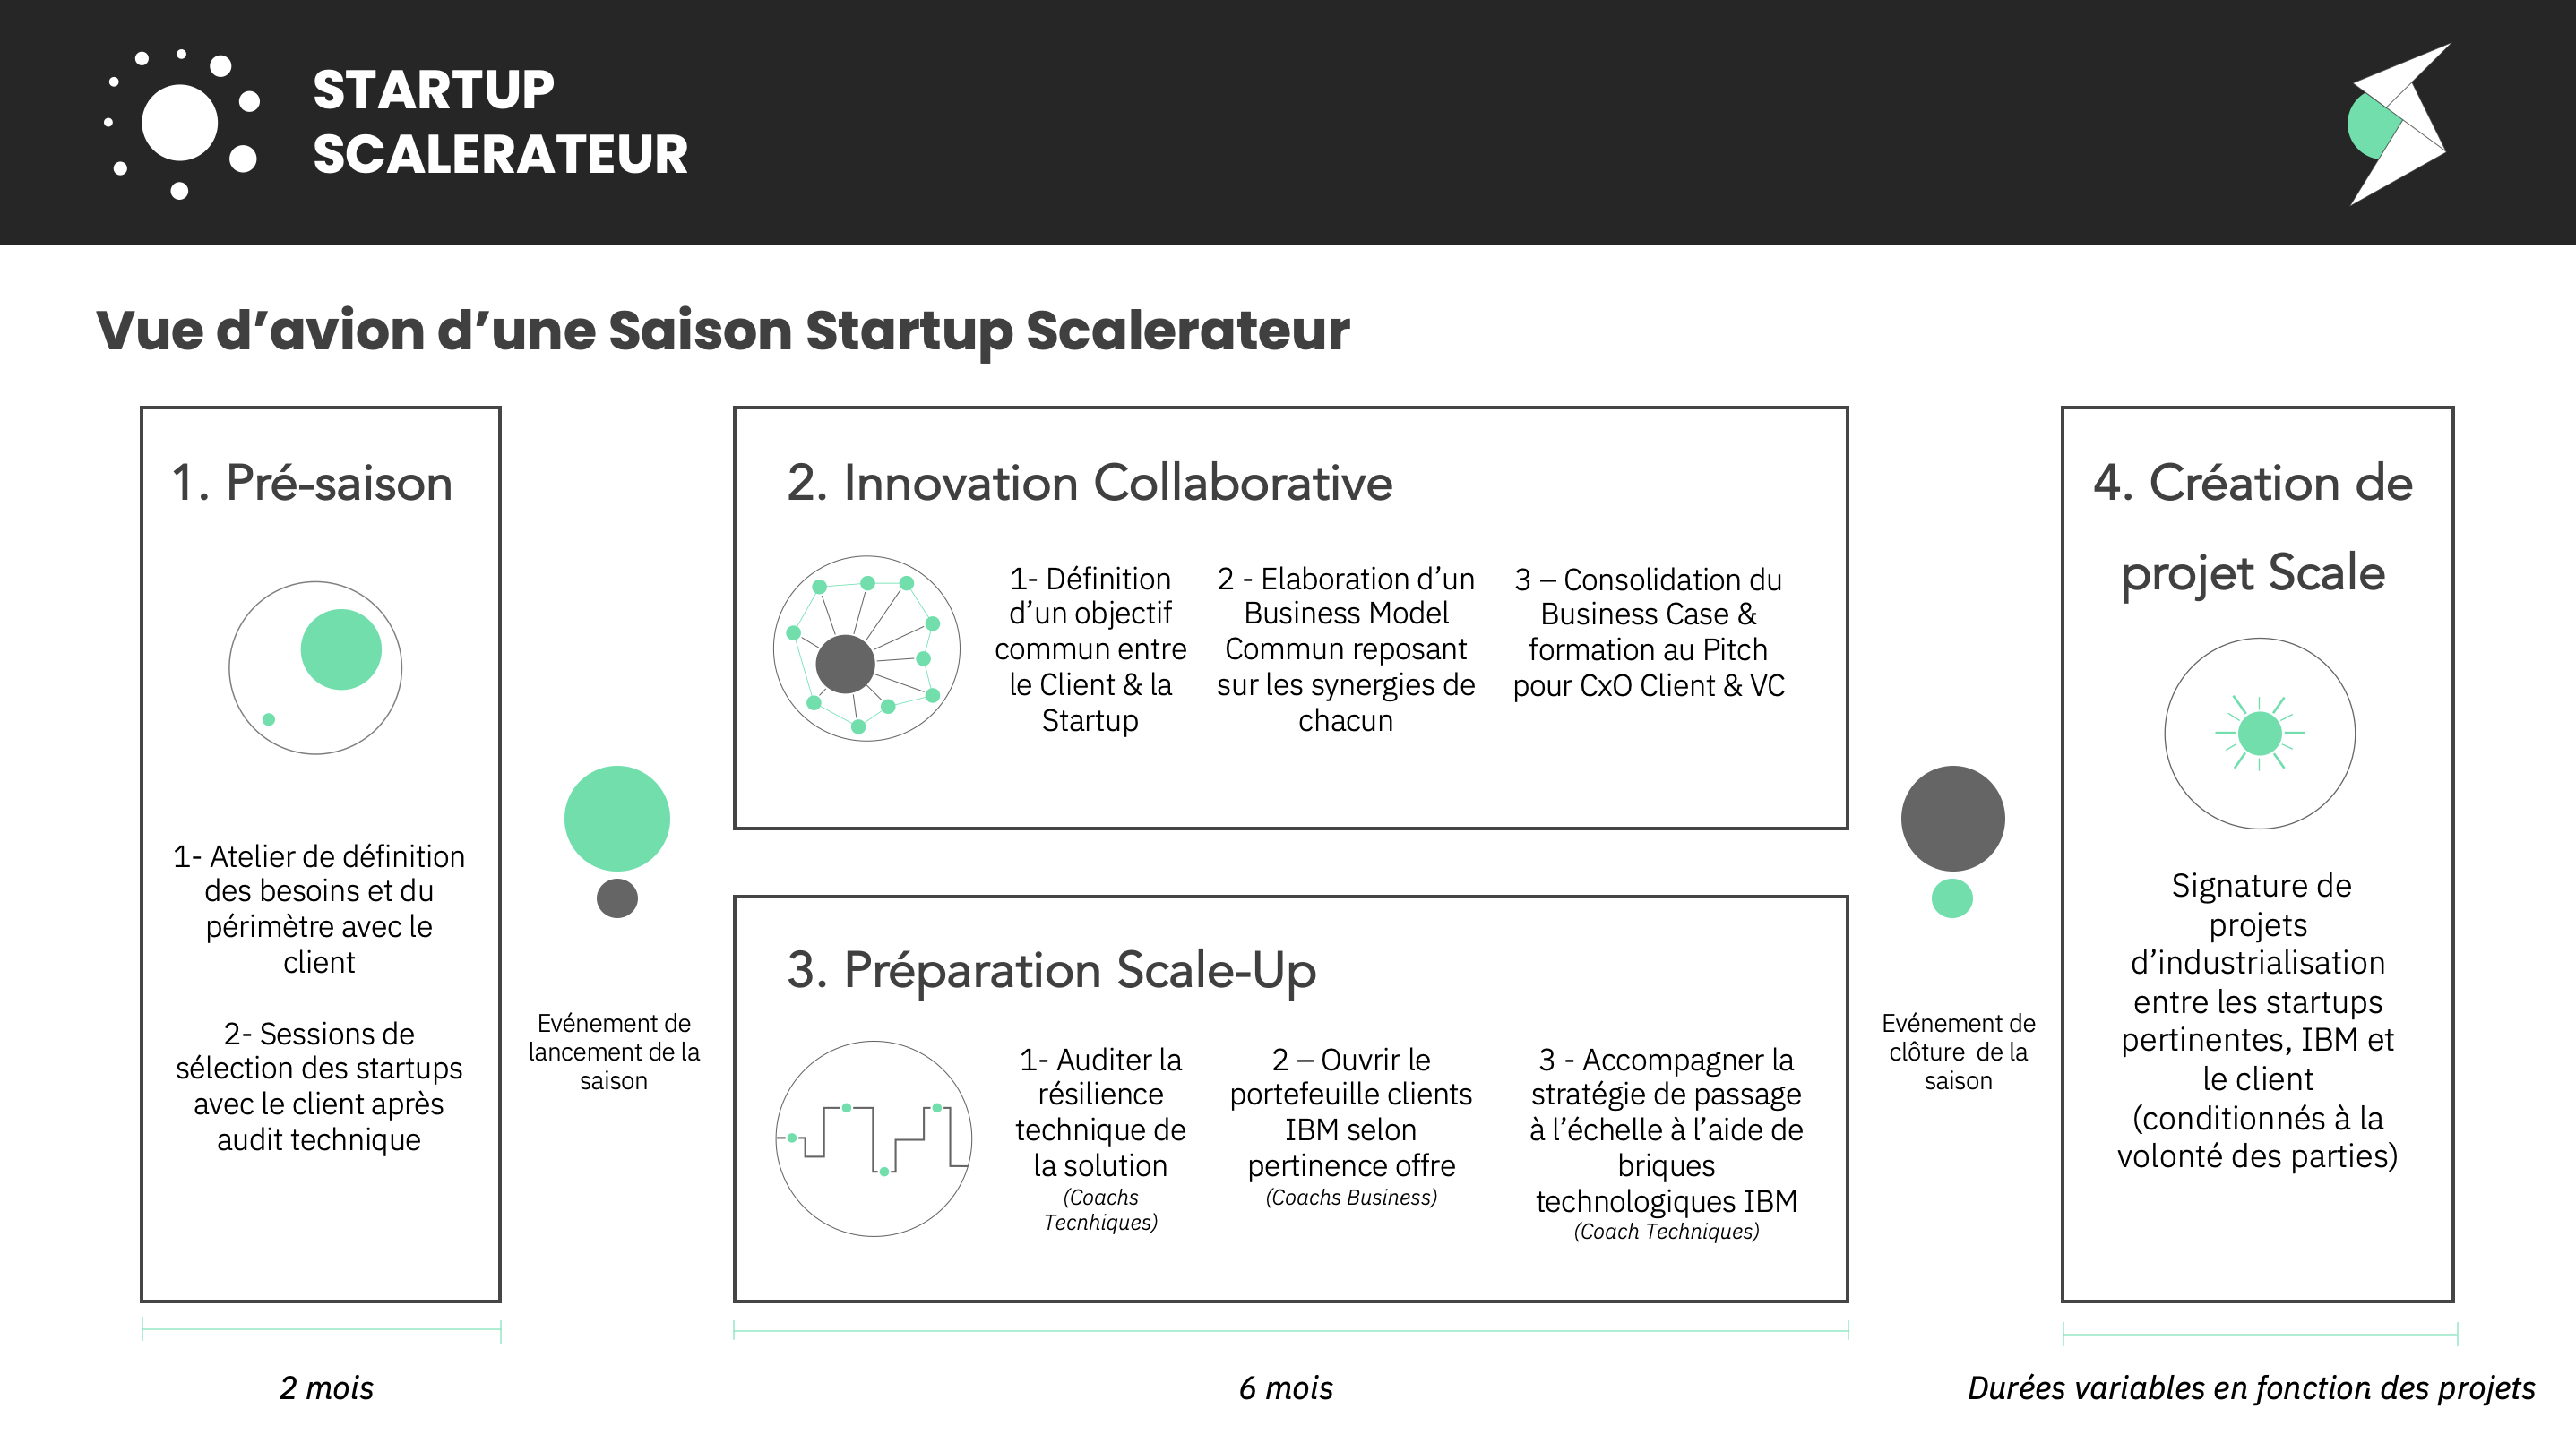 STARTUP
SCALERATEUR
Vue d’avion d’une Saison Startup Scalerateur
1. Pré-saison
1- Atelier de définition
des besoins et du
périmètre avec le
client
2- Sessions de
sélection des startups
avec le client après
audit technique
2 mois
Evénement de
lancement de la
saison
2. Innovation Collaborative
1- Définition
d’un objectif
commun entre
le Client & la
Startup
2 - Elaboration d’un
Business Model
Commun reposant
sur les synergies de
chacun
3 – Consolidation du
Business Case &
formation au Pitch
pour CxO Client & VC
3. Préparation Scale-Up
1- Auditer la
résilience
technique de
la solution
(Coachs
Tecnhiques)
2 – Ouvrir le
portefeuille clients
IBM selon
pertinence offre
(Coachs Business)
3 - Accompagner la
stratégie de passage
à l’échelle à l’aide de
briques
technologiques IBM
(Coach Techniques)
6 mois
Evénement de
clôture  de la
saison
4. Création de
projet Scale
Signature de
projets
d’industrialisation
entre les startups
pertinentes, IBM et
le client
(conditionnés à la
volonté des parties)
Durées variables en fonction des projets